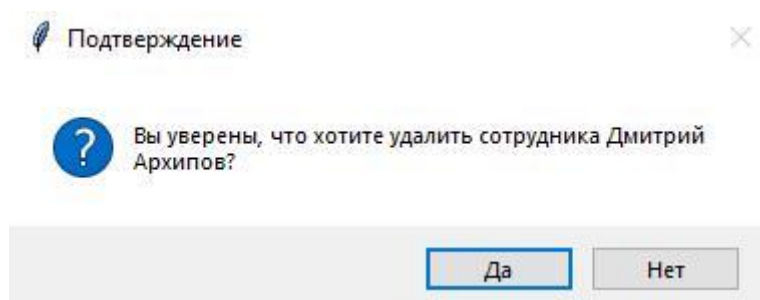 Подтверждение
Вы уверены, что хотите удалить сотрудника Дмитрий
Архипов?
Да
Нет